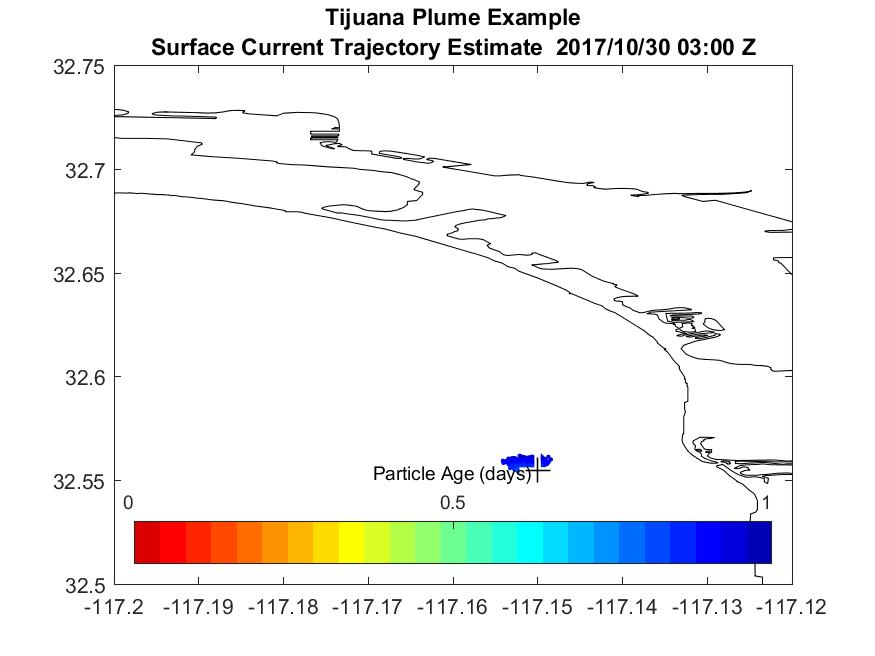 Tijuana Plume Example
Surface Current Trajectory Estimate 2017/10/30 03:00 Z
32.75
32.7
32.65
32.6
32.55
Particle Age (days)
0 0.5 1
32.5
-117.2 -117.19 -117.18 -117.17 -117.16 -117.15 -117.14 -117.13 -117.12